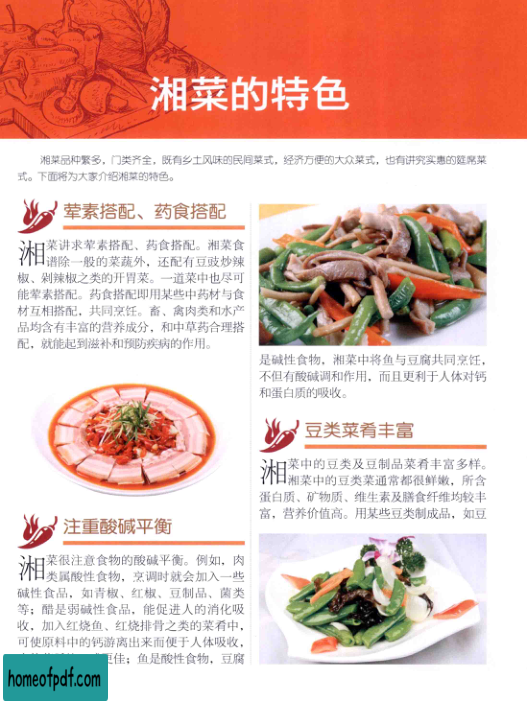 湘菜的特色
湘菜品种繁多，门类齐全，既有乡土风味的民间菜式，经济方便的大众菜式，也有讲究实惠的筵席菜
式。下面将为大家介绍湘菜的特色。
荤素搭配、药食搭配
湘菜讲求荤素搭配、药食搭配。湘菜食
谱除一般的菜蔬外，还配有豆豉炒辣
椒、剁辣椒之类的开胃菜。一道菜中也尽可
能荤素搭配。药食搭配即用某些中药材与食
材互相搭配，共同烹饪。畜、禽肉类和水产
品均含有丰富的营养成分，和中草药合理搭
配，就能起到滋补和预防疾病的作用。
注重酸碱平衡
湘菜很注意食物的酸碱平衡。例如，肉
类属酸性食物，烹调时就会加入一些
碱性食品，如青椒、红椒、豆制品、菌类
等；醋是弱碱性食品，能促进人的消化吸
收，加入红烧鱼、红烧排骨之类的菜肴中，
可使原料中的钙游离出来而便于人体吸收，
更佳；鱼是酸性食物，豆腐
是碱性食物，湘菜中将鱼与豆腐共同烹饪，
不但有酸碱调和作用，而且更利于人体对钙
和蛋白质的吸收。
豆类菜肴丰富
湘菜中的豆类及豆制品菜肴丰富多样。
湘菜中的豆类菜通常都很鲜嫩，所含
蛋白质、矿物质、维生素及膳食纤维均较丰
富，营养价值高。用某些豆类制成品，如豆
homeofpdf.com